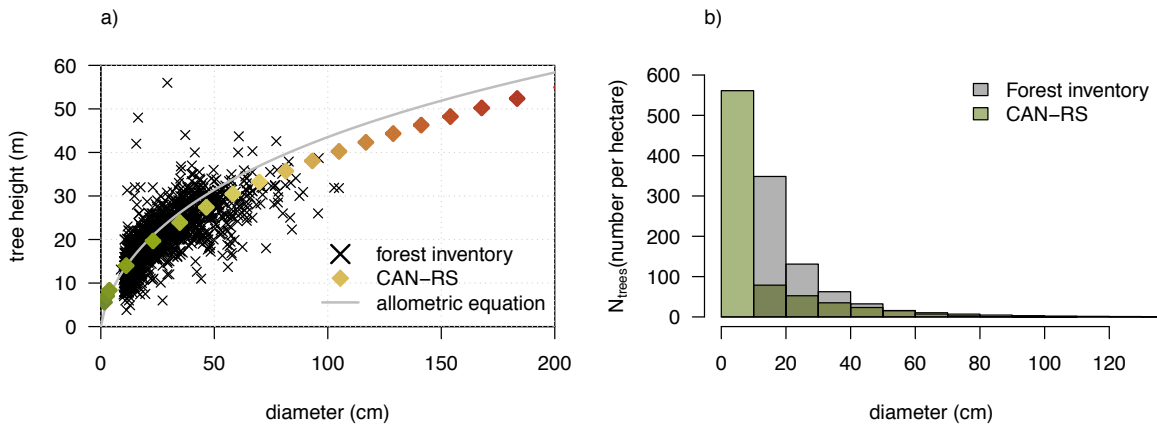 a)
60
50
40
30
20
10
0
tree height (m)
0 50 100 150 200
diameter (cm)
forest inventory
CAN−RS
allometric equation
b)
600
500
400
300
200
100
0
N_trees(number per hectare)
0 20 40 60 80 100 120
diameter (cm)
Forest inventory
CAN−RS